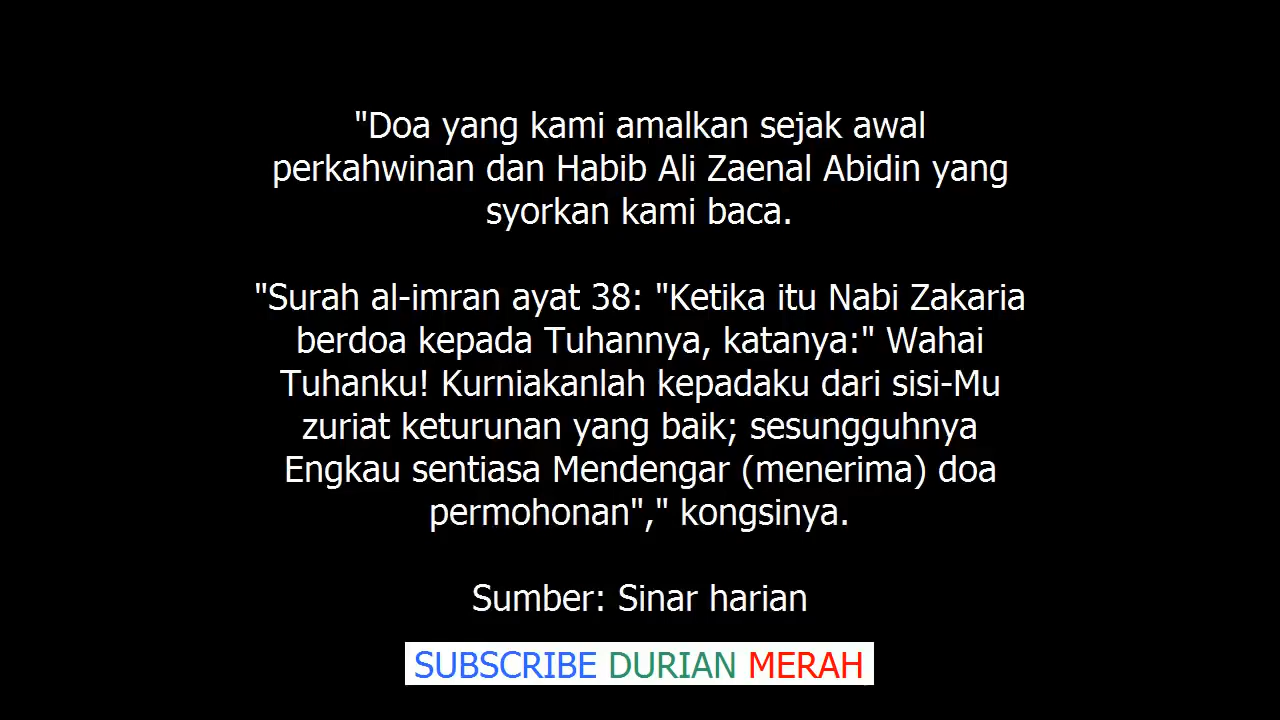 "Doa yang kami amalkan sejak awal
perkahwinan dan Habib Ali Zaenal Abidin yang
syorkan kami baca.
"Surah al-imran ayat 38: "Ketika itu Nabi Zakaria
berdoa kepada Tuhannya, katanya:" Wahai
Tuhanku! Kurniakanlah kepadaku dari sisi-Mu
zuriat keturunan yang baik; sesungguhnya
Engkau sentiasa Mendengar (menerima) doa
permohonan"," kongsinya.
Sumber: Sinar harian
SUBSCRIBE DURIAN MERAH